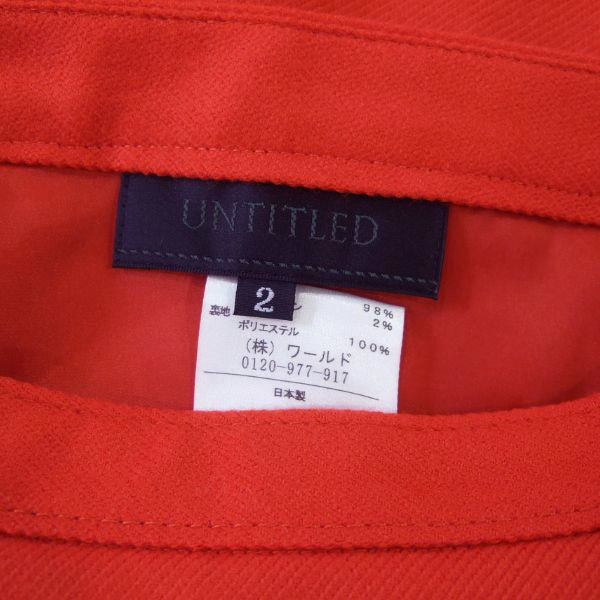 UNTITLED
2
98%
2%
裏地
ポリエステル 100%
(株) ワールド
0120-977-917
日本製